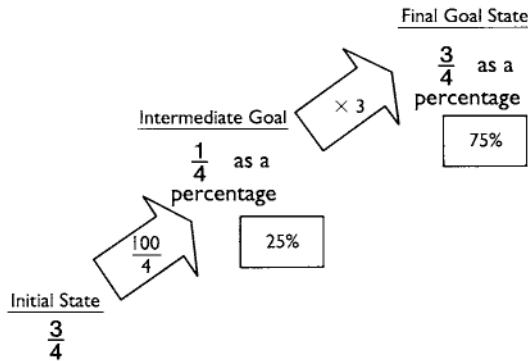 Final Goal State
3/4 as a
percentage
75%
× 3
Intermediate Goal
1/4 as a
percentage
25%
100/4
Initial State
3/4